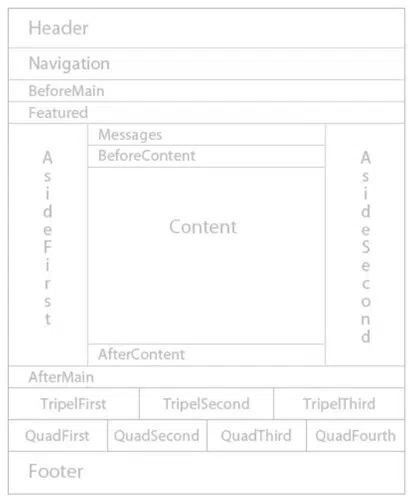 Header
Navigation
BeforeMain
Featured
AsideFirst
Messages
BeforeContent
Content
AfterContent
AsideSecond
AfterMain
TripelFirst TripelSecond TripelThird
QuadFirst QuadSecond QuadThird QuadFourth
Footer